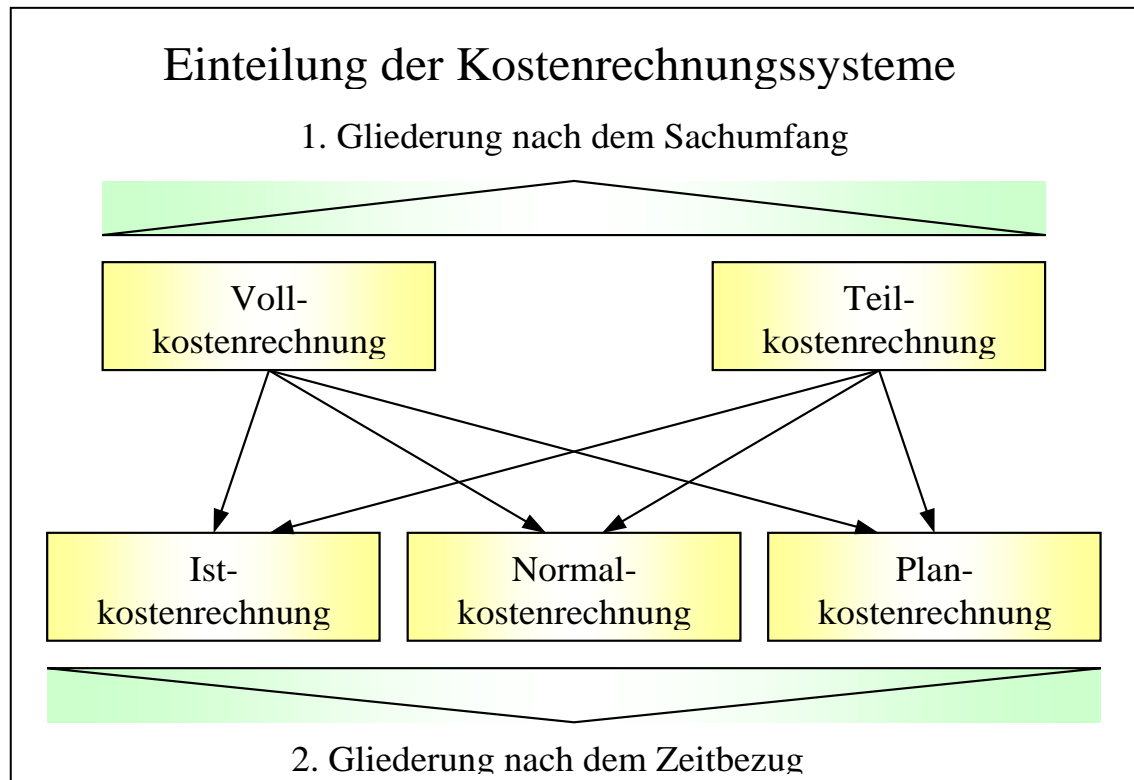 Einteilung der Kostenrechnungssysteme
1. Gliederung nach dem Sachumfang
Voll-
kostenrechnung
Teil-
kostenrechnung
Ist-
kostenrechnung
Normal-
kostenrechnung
Plan-
kostenrechnung
2. Gliederung nach dem Zeitbezug